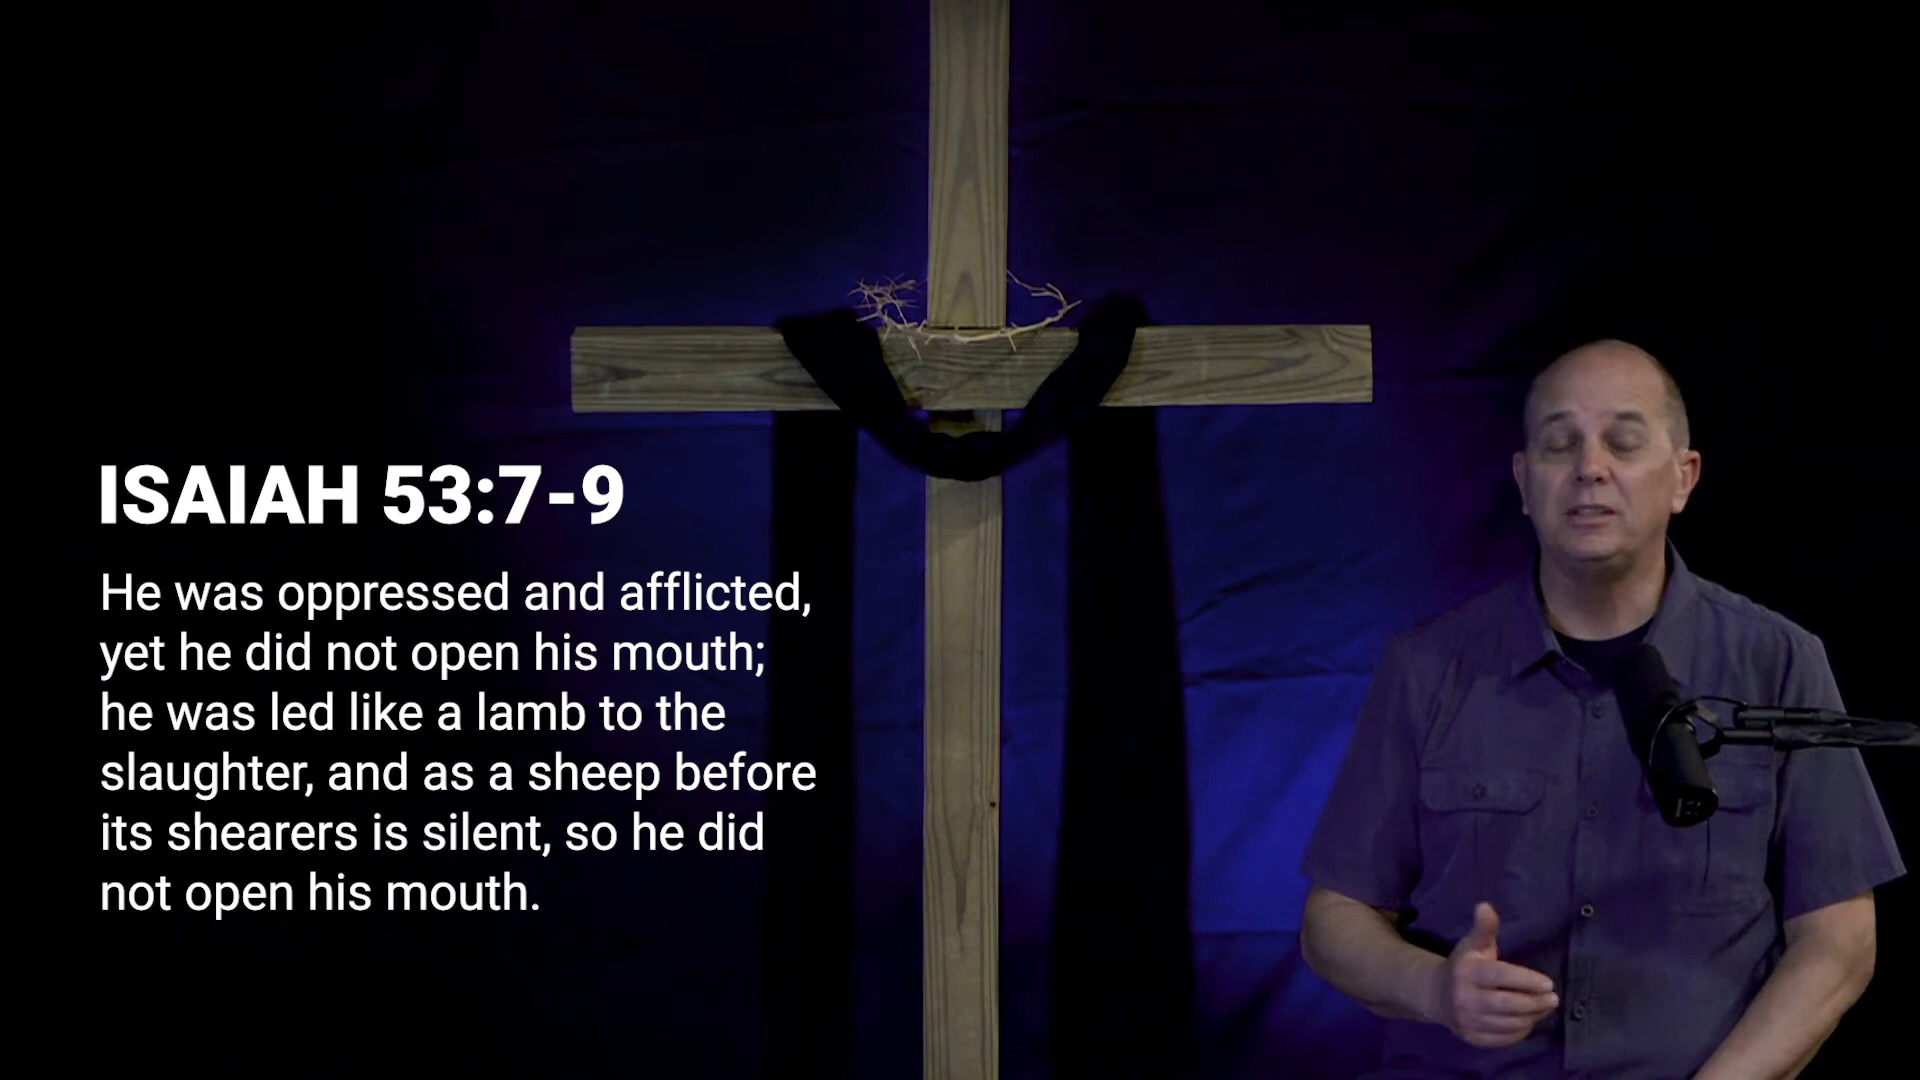 ISAIAH 53:7-9
He was oppressed and afflicted,
yet he did not open his mouth;
he was led like a lamb to the
slaughter, and as a sheep before
its shearers is silent, so he did
not open his mouth.